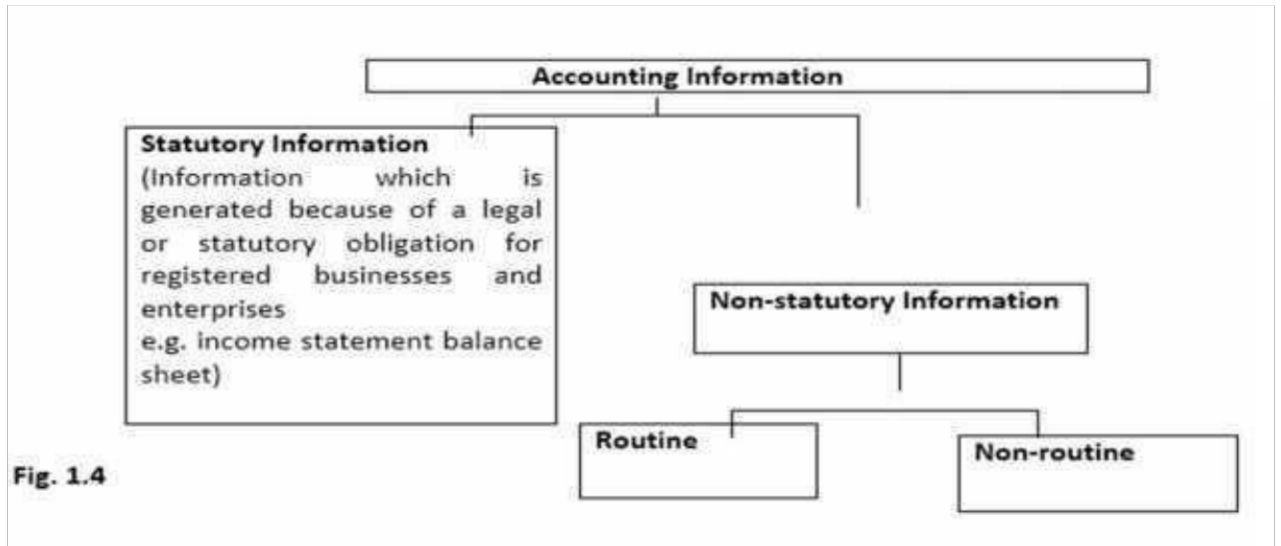 Accounting Information
Statutory Information
(Information which is
generated because of a legal
or statutory obligation for
registered businesses and
enterprises
e.g. income statement balance
sheet)
Non-statutory Information
Routine
Non-routine
Fig. 1.4